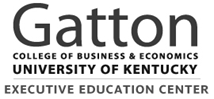 Gatton
COLLEGE OF BUSINESS & ECONOMICS
UNIVERSITY OF KENTUCKY
EXECUTIVE EDUCATION CENTER